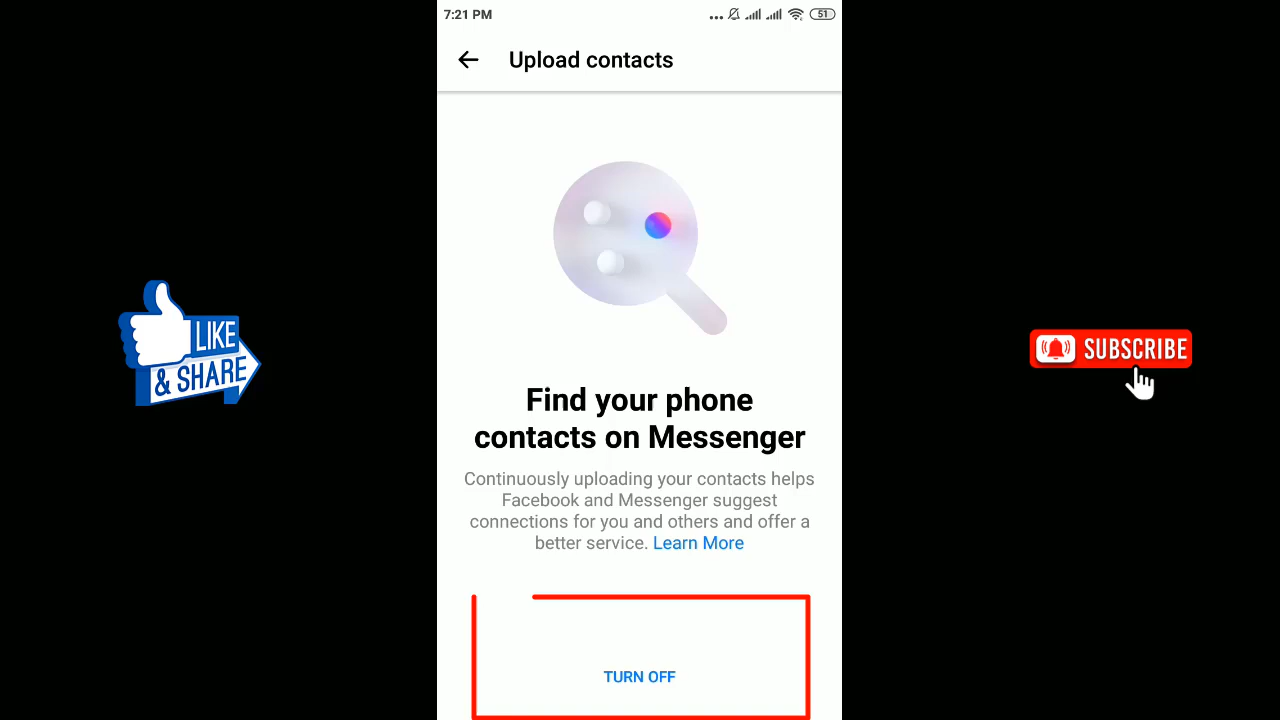 7:21 PM
51
Upload contacts
Find your phone
contacts on Messenger
Continuously uploading your contacts helps
Facebook and Messenger suggest
connections for you and others and offer a
better service. Learn More
TURN OFF
LIKE
& SHARE
SUBSCRIBE